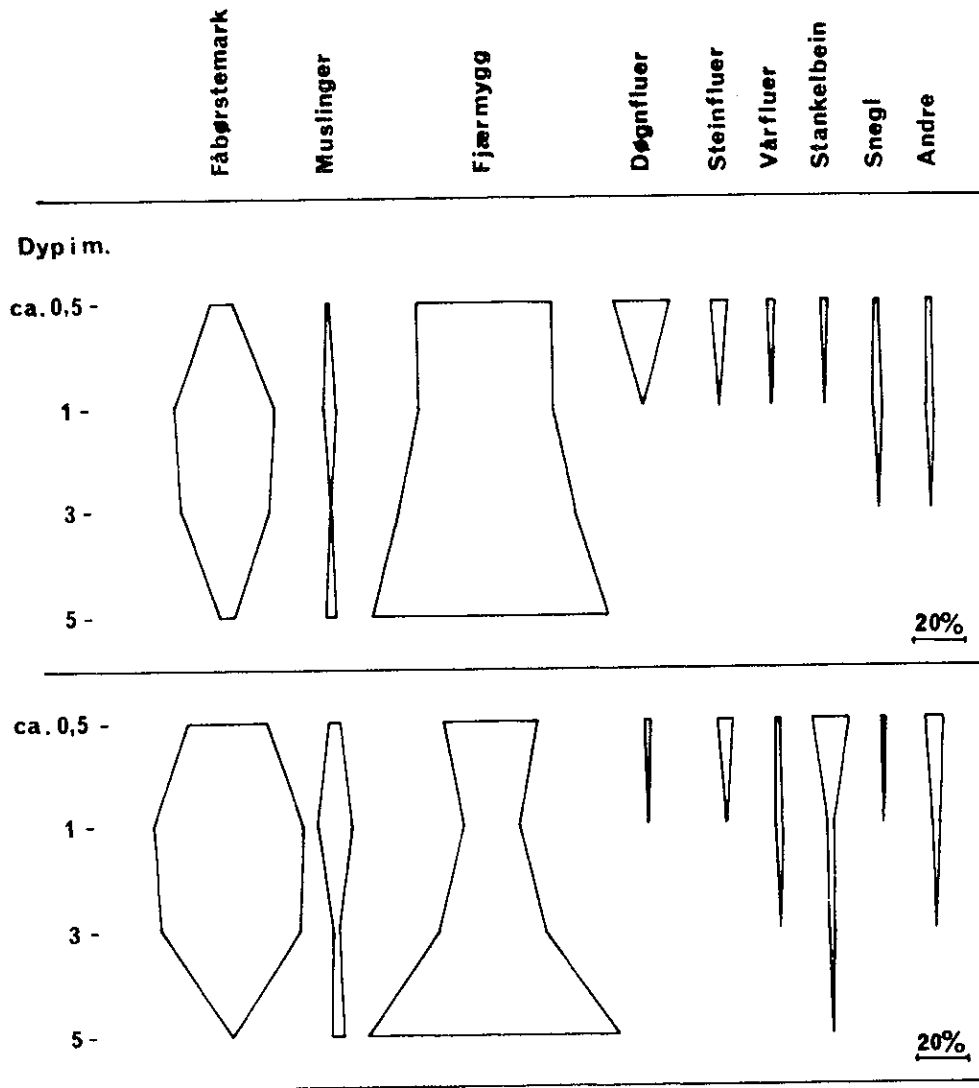 Fåbørstemark
Muslinger
Fjærmygg
Døgnfluer
Steinfluer
Vårfluer
Stankelbein
Snegl
Andre
Dyp i m.
ca. 0,5 -
1 -
3 -
5 -
20%
ca. 0,5 -
1 -
3 -
5 -
20%